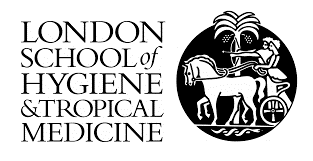 LONDON
SCHOOL of
HYGIENE
& TROPICAL
MEDICINE